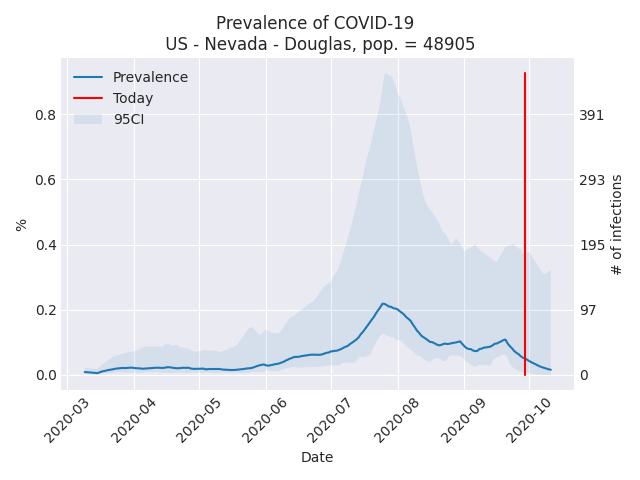 Prevalence of COVID-19
US - Nevada - Douglas, pop. = 48905
Prevalence
Today
95CI
0.8
0.6
0.4
0.2
0.0
%
391
293
195
97
0
# of infections
2020-03
2020-04
2020-05
2020-06
2020-07
2020-08
2020-09
2020-10
Date